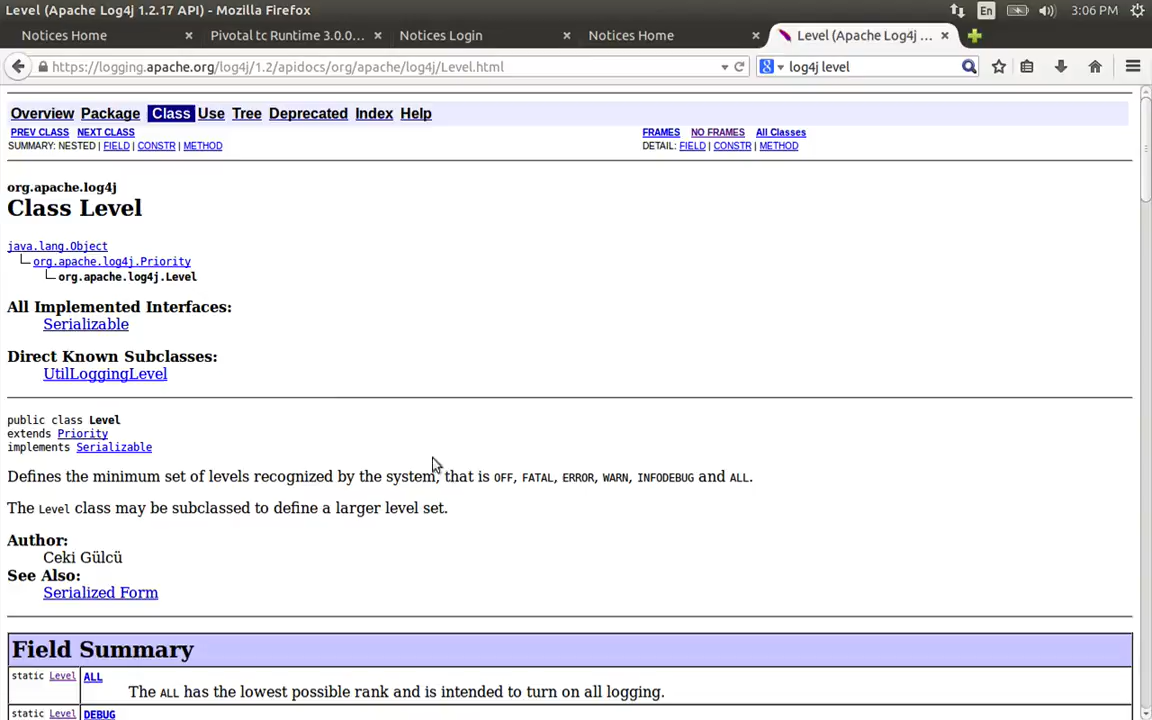 Level (Apache Log4j 1.2.17 API) - Mozilla Firefox
En
3:06 PM
Notices Home
Pivotal tc Runtime 3.0.0...
Notices Login
Notices Home
Level (Apache Log4j ...
https://logging.apache.org/log4j/1.2/apidocs/org/apache/log4j/Level.html
log4j level
Overview Package Class Use Tree Deprecated Index Help
PREV CLASS NEXT CLASS
FRAMES NO FRAMES All Classes
SUMMARY: NESTED | FIELD | CONSTR | METHOD
DETAIL: FIELD | CONSTR | METHOD
org.apache.log4j
Class Level
java.lang.Object
org.apache.log4j.Priority
org.apache.log4j.Level
All Implemented Interfaces:
Serializable
Direct Known Subclasses:
UtilLoggingLevel
public class Level
extends Priority
implements Serializable
Defines the minimum set of levels recognized by the system, that is OFF, FATAL, ERROR, WARN, INFODEBUG and ALL.
The Level class may be subclassed to define a larger level set.
Author:
Ceki Gülcü
See Also:
Serialized Form
Field Summary
static Level ALL
The ALL has the lowest possible rank and is intended to turn on all logging.
static Level DEBUG